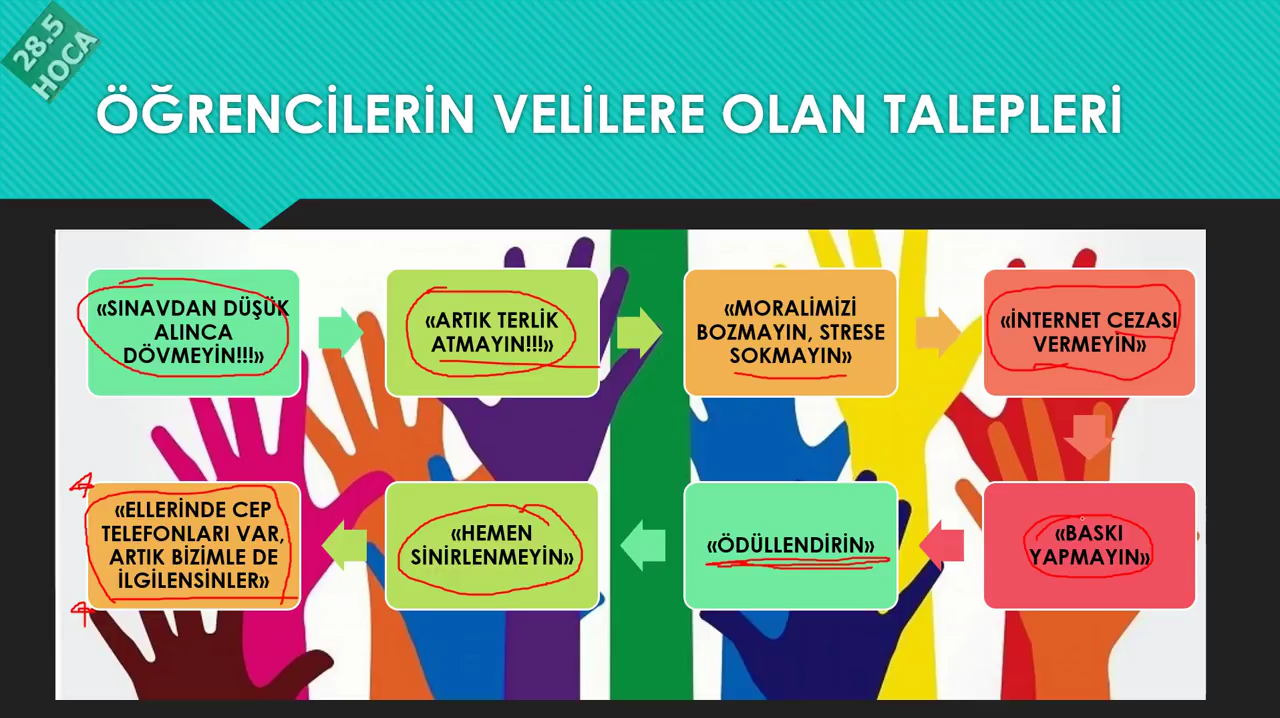 28.5
HOCA
ÖĞRENCİLERİN VELİLERE OLAN TALEPLERİ
«SINAVDAN DÜŞÜK
ALINCA
DÖVMEYİN!!!»
«ARTIK TERLİK
ATMAYIN!!!»
«MORALİMİZİ
BOZMAYIN, STRESE
SOKMAYIN»
«İNTERNET CEZASI
VERMEYİN»
«BASKI
YAPMAYIN»
«ÖDÜLLENDİRİN»
«HEMEN
SİNİRLENMEYİN»
«ELLERİNDE CEP
TELEFONLARI VAR,
ARTIK BİZİMLE DE
İLGİLENSİNLER»